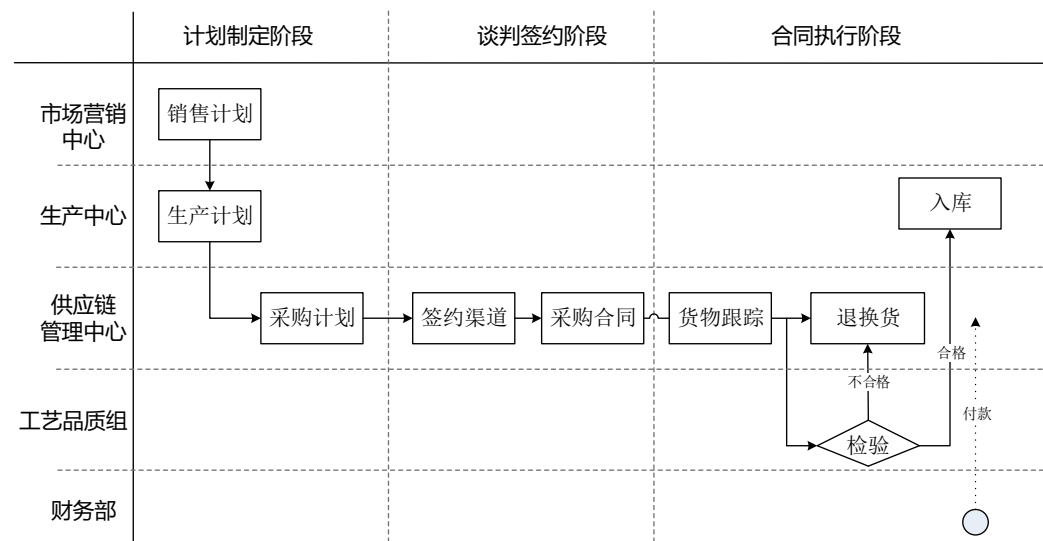 计划制定阶段
谈判签约阶段
合同执行阶段
市场营销
中心
销售计划
生产中心
生产计划
入库
供应链
管理中心
采购计划
签约渠道
采购合同
货物跟踪
退换货
合格
不合格
工艺品质组
检验
付款
财务部